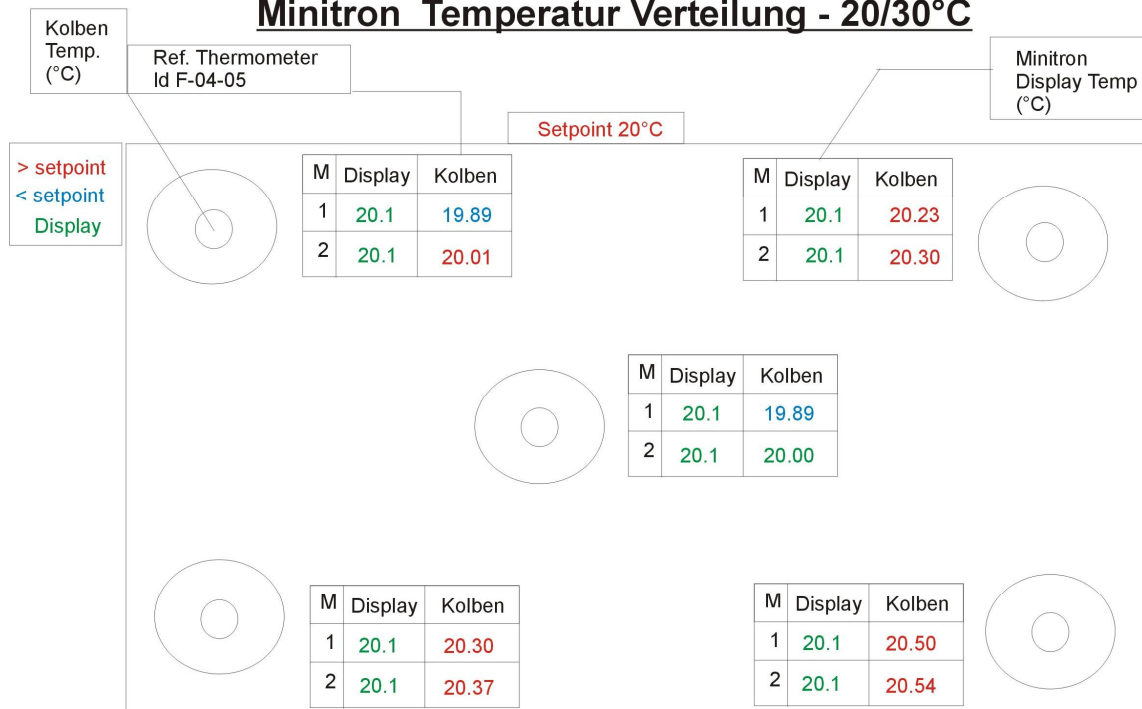 Minitron Temperatur Verteilung - 20/30°C
Kolben
Temp.
(°C)
Ref. Thermometer
Id F-04-05
Minitron
Display Temp
(°C)
Setpoint 20°C
> setpoint
< setpoint
Display
M Display Kolben
1 20.1 19.89
2 20.1 20.01
M Display Kolben
1 20.1 20.23
2 20.1 20.30
M Display Kolben
1 20.1 19.89
2 20.1 20.00
M Display Kolben
1 20.1 20.30
2 20.1 20.37
M Display Kolben
1 20.1 20.50
2 20.1 20.54